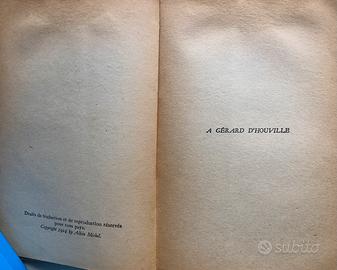 Droits de traduction et de reproduction réservés
pour tous pays.
Copyright 1924 by Albin Michel.
A GÉRARD D'HOUVILLE
subito